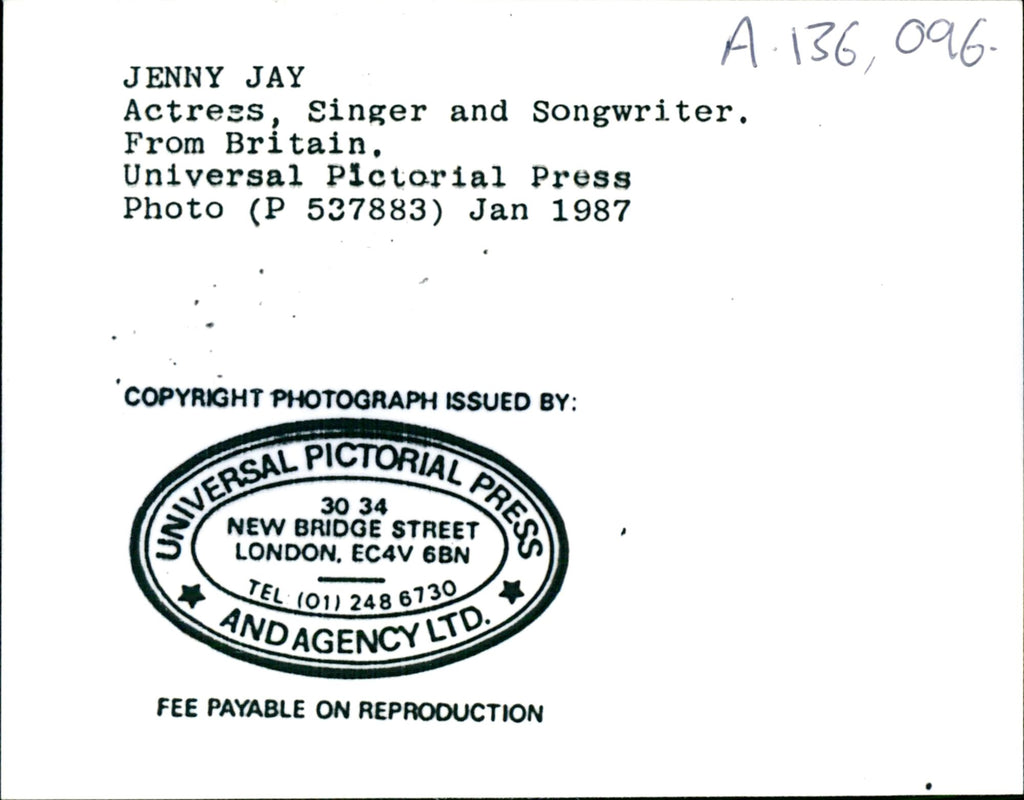 A.136,096.
JENNY JAY
Actress, Singer and Songwriter.
From Britain.
Universal Pictorial Press
Photo (P 537883) Jan 1987
COPYRIGHT PHOTOGRAPH ISSUED BY:
UNIVERSAL PICTORIAL PRESS
30 34
NEW BRIDGE STREET
LONDON, EC4V 6BN
TEL: (01) 248 6730
AND AGENCY LTD.
FEE PAYABLE ON REPRODUCTION